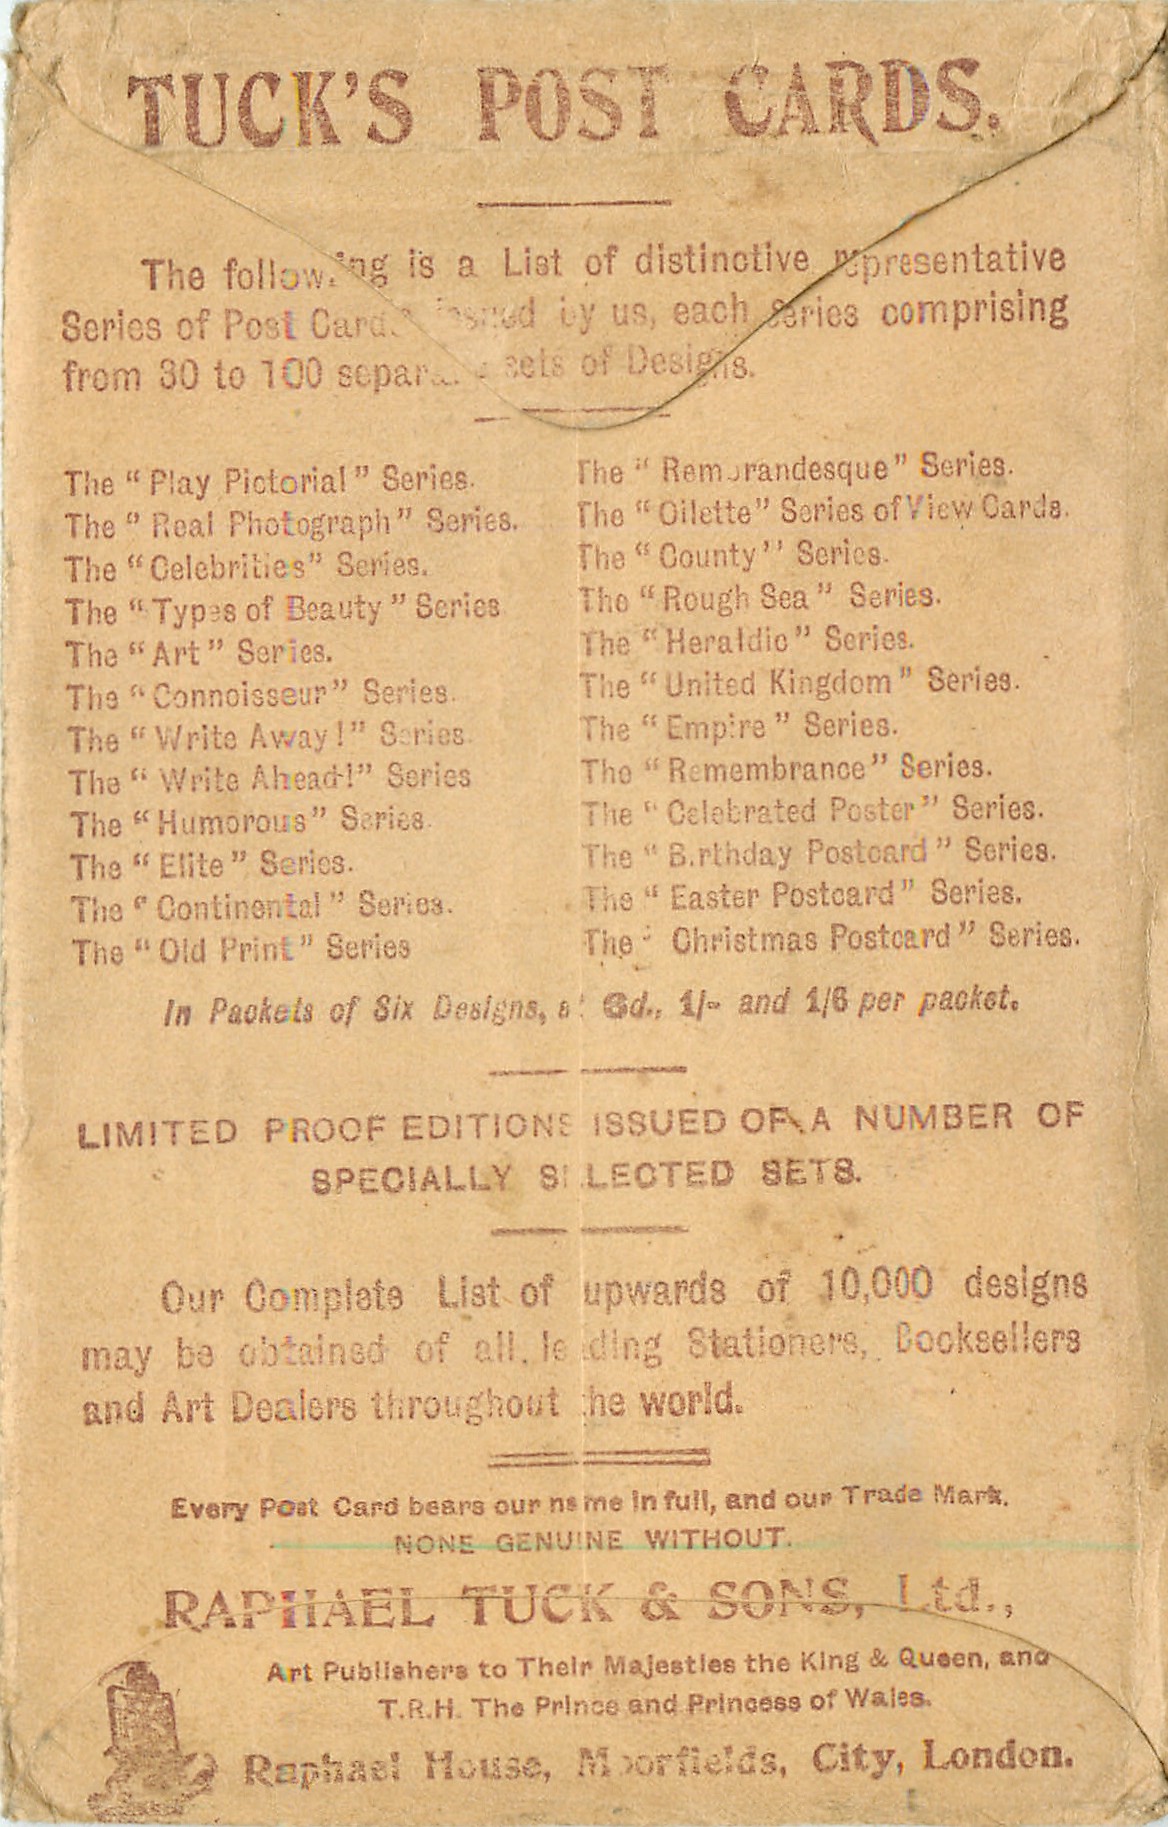 TUCK'S POST CARDS.
The following is a List of distinctive representative
Series of Post Cards issued by us, each series comprising
from 30 to 100 separate sets of Designs.
The "Play Pictorial" Series.
The "Real Photograph" Series.
The "Celebrities" Series.
The "Types of Beauty" Series
The "Art" Series.
The "Connoisseur" Series.
The "Write Away!" Series.
The "Write Ahead!" Series
The "Humorous" Series.
The "Elite" Series.
The "Continental" Series.
The "Old Print" Series
The "Rembrandesque" Series.
The "Oilette" Series of View Cards.
The "County" Series.
The "Rough Sea" Series.
The "Heraldic" Series.
The "United Kingdom" Series.
The "Empire" Series.
The "Remembrance" Series.
The "Celebrated Poster" Series.
The "Birthday Postcard" Series.
The "Easter Postcard" Series.
The " Christmas Postcard" Series.
In Packets of Six Designs, at 6d., 1/- and 1/6 per packet.
LIMITED PROOF EDITIONS ISSUED OF A NUMBER OF
SPECIALLY SELECTED SETS.
Our Complete List of upwards of 10,000 designs
may be obtained of all leading Stationers, Booksellers
and Art Dealers throughout the world.
Every Post Card bears our name in full, and our Trade Mark.
NONE GENUINE WITHOUT.
RAPHAEL TUCK & SONS, Ltd.,
Art Publishers to Their Majesties the King & Queen, and
T.R.H. The Prince and Princess of Wales.
Raphael House, Moorfields, City, London.